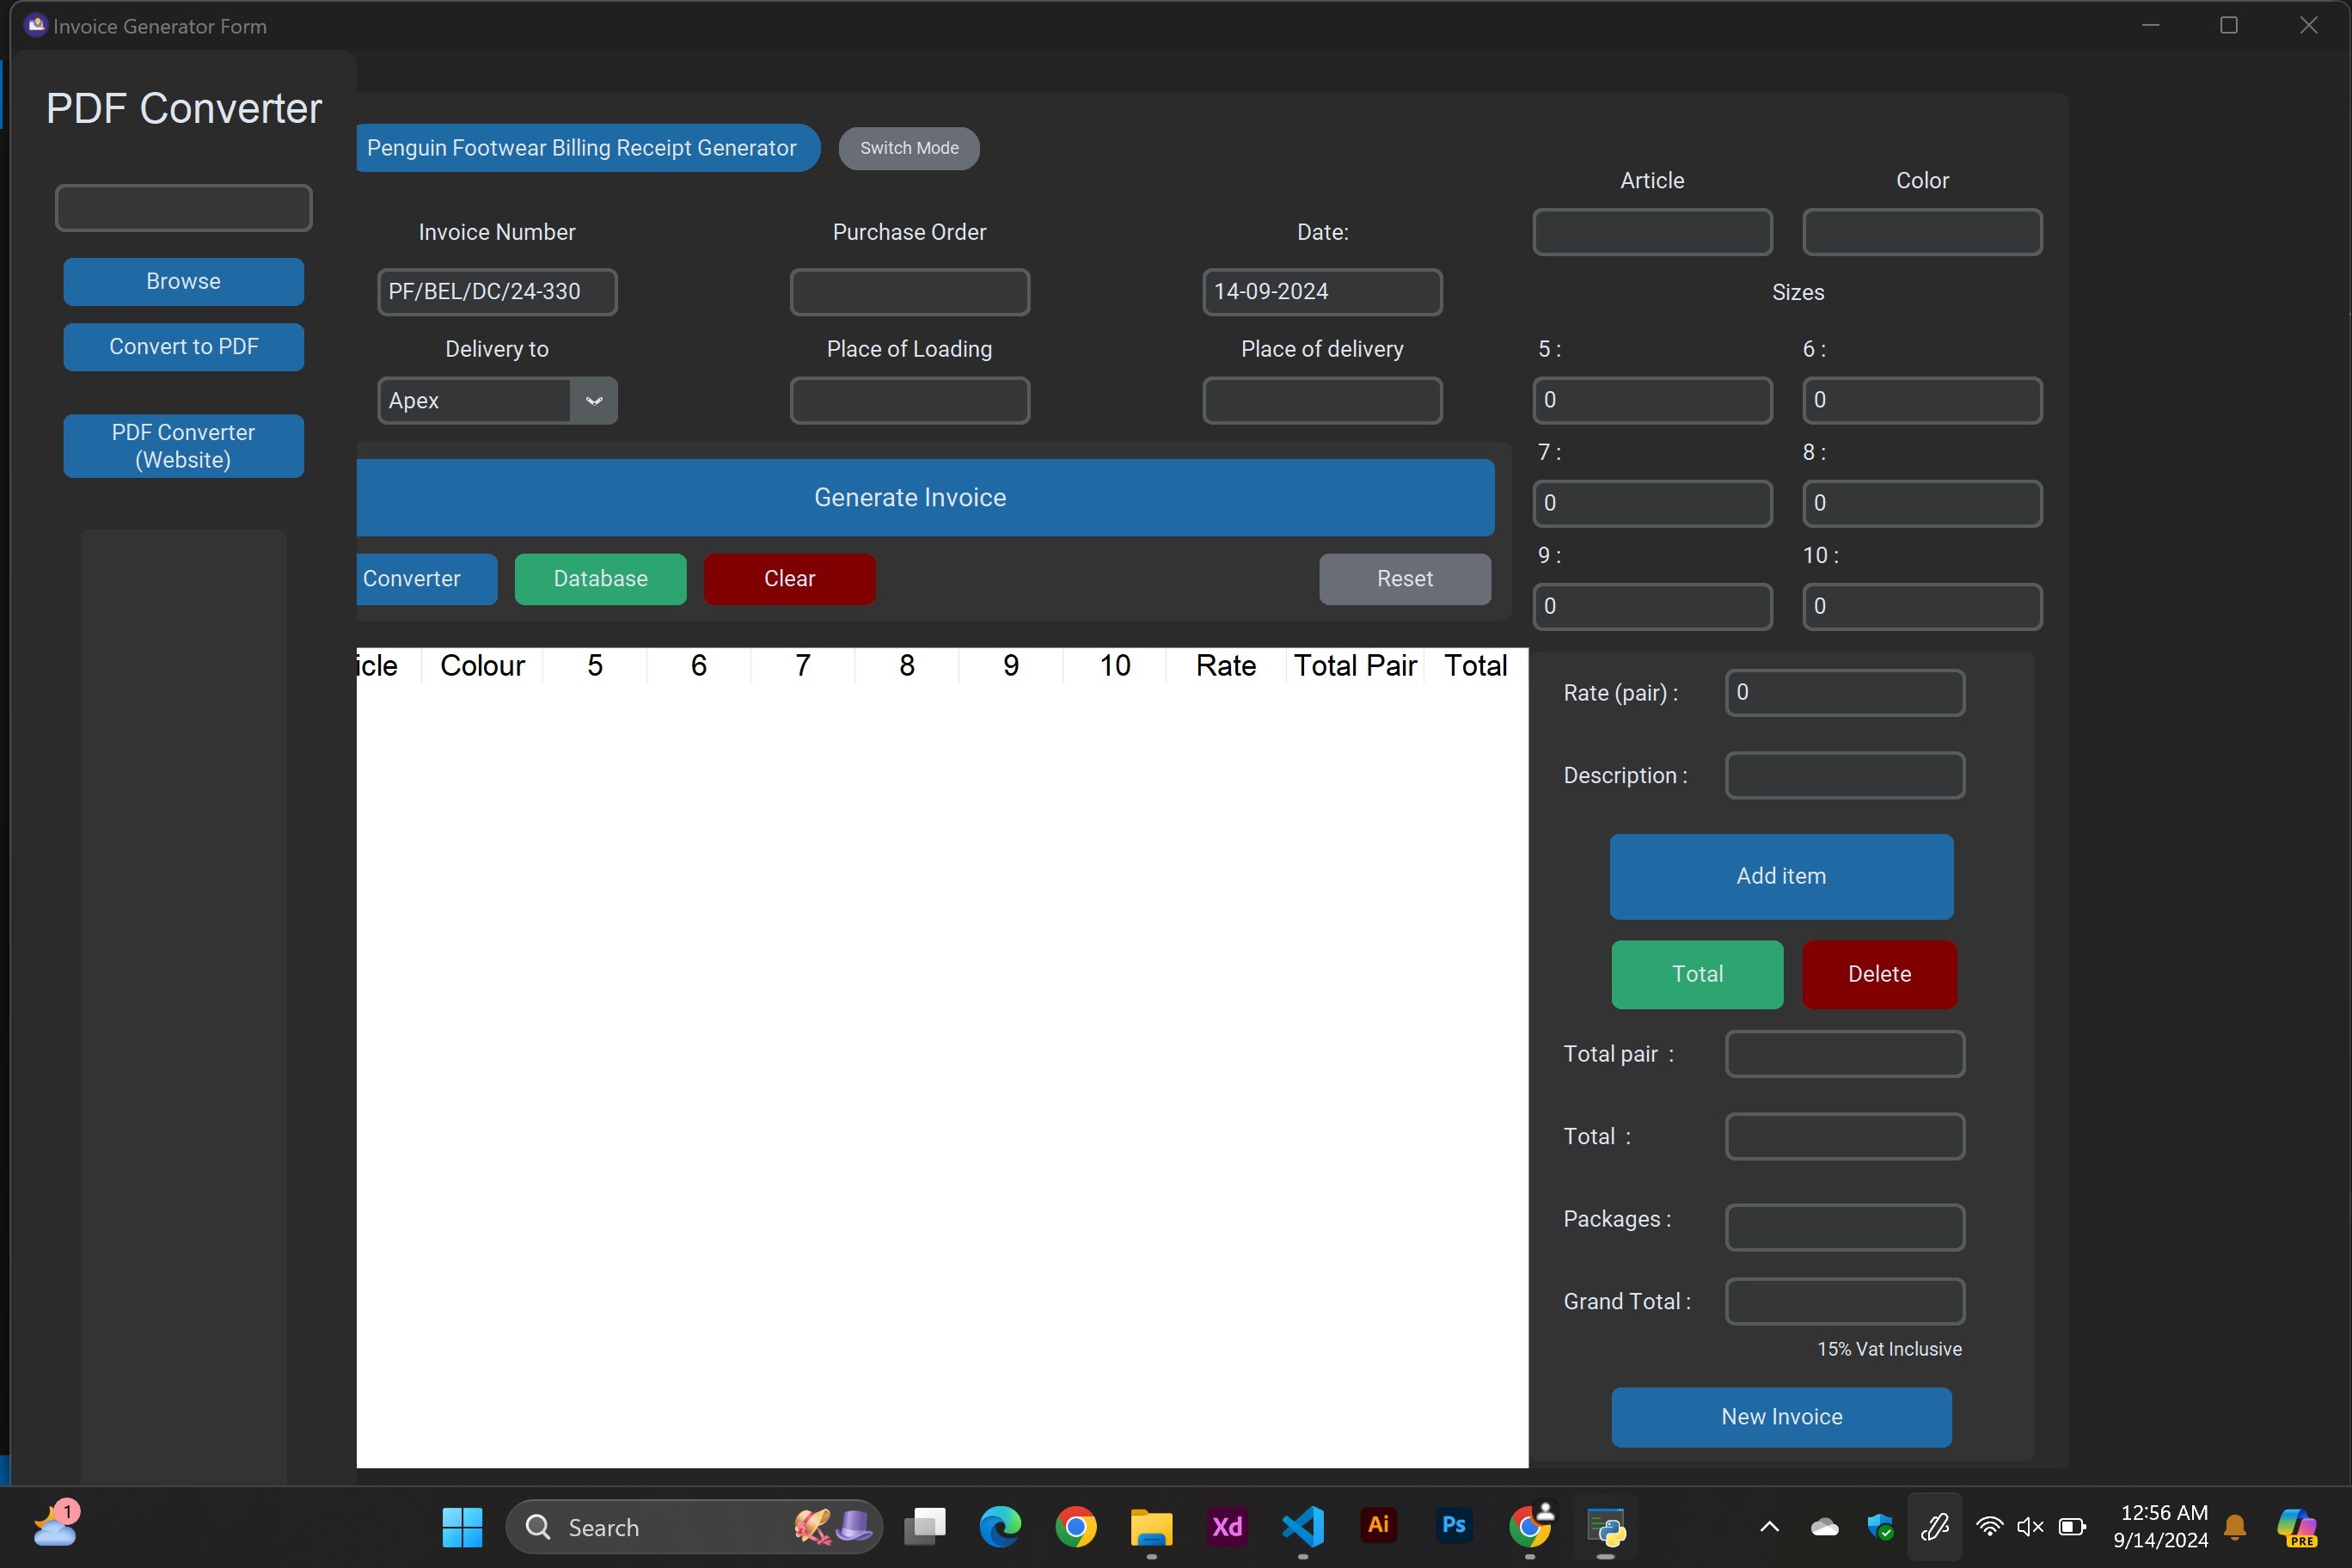 Invoice Generator Form
PDF Converter
Browse
Convert to PDF
PDF Converter
(Website)
Penguin Footwear Billing Receipt Generator
Switch Mode
Invoice Number
Purchase Order
Date:
PF/BEL/DC/24-330
14-09-2024
Delivery to
Place of Loading
Place of delivery
Apex
Generate Invoice
Converter
Database
Clear
Reset
icle Colour 5 6 7 8 9 10 Rate Total Pair Total
Article
Color
Sizes
5 :
6 :
0
0
7 :
8 :
0
0
9 :
10 :
0
0
Rate (pair) :
0
Description :
Add item
Total
Delete
Total pair :
Total :
Packages :
Grand Total :
15% Vat Inclusive
New Invoice
1
Search
Xd
Ai
Ps
12:56 AM
9/14/2024
PRE